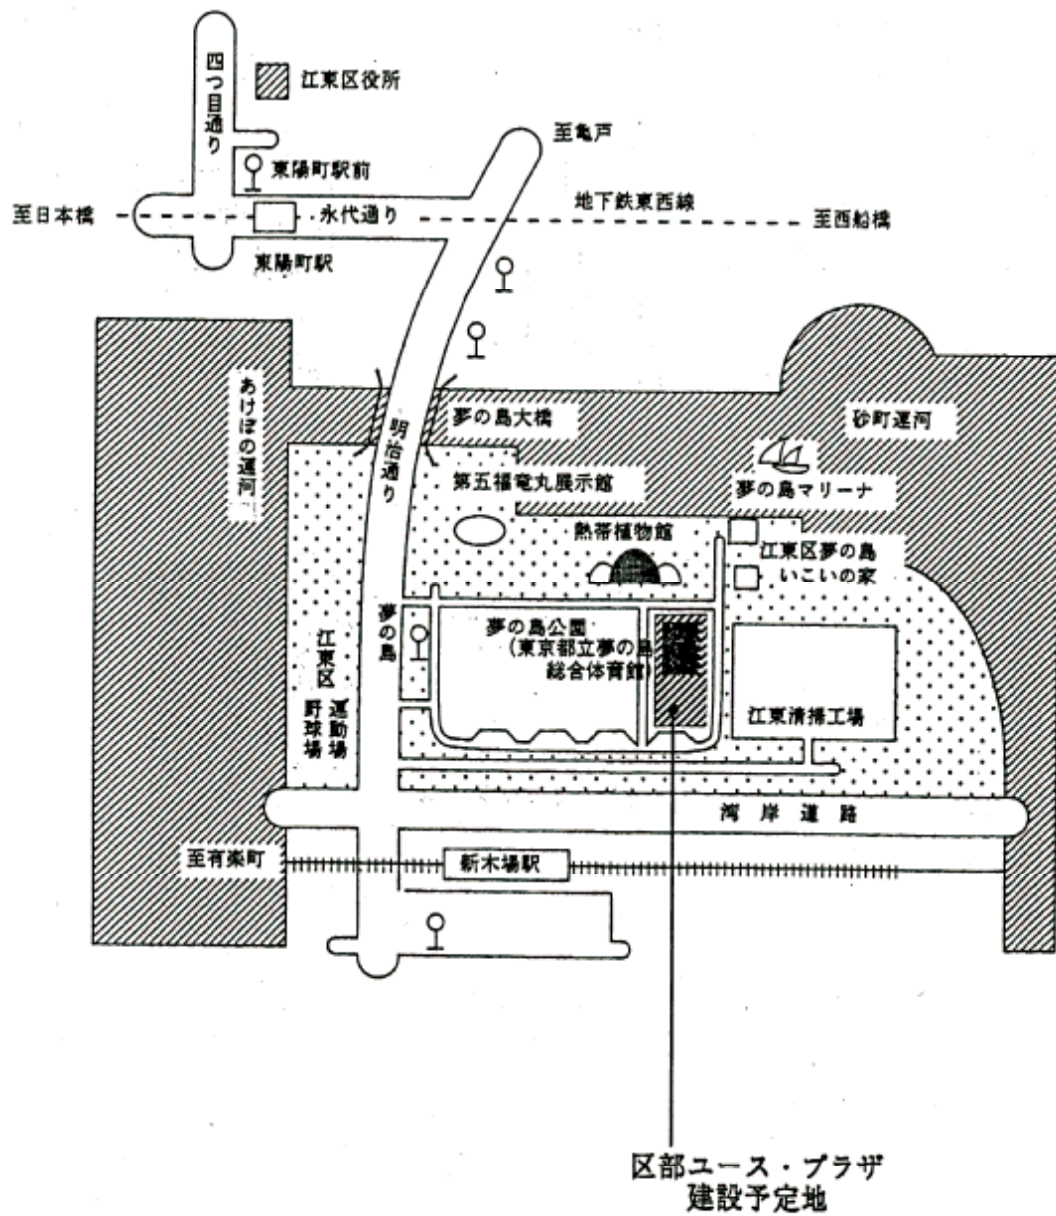 四つ目通り
江東区役所
至亀戸
東陽町駅前
地下鉄東西線
至日本橋
永代通り
至西船橋
東陽町駅
あけぼの運河
明治通り
夢の島大橋
砂町運河
第五福竜丸展示館
夢の島マリーナ
熱帯植物館
江東区夢の島
いこいの家
夢の島
夢の島公園
(東京都立夢の島
総合体育館)
江東区
運動場
野球場
江東清掃工場
湾岸道路
至有楽町
新木場駅
区部ユース・プラザ
建設予定地